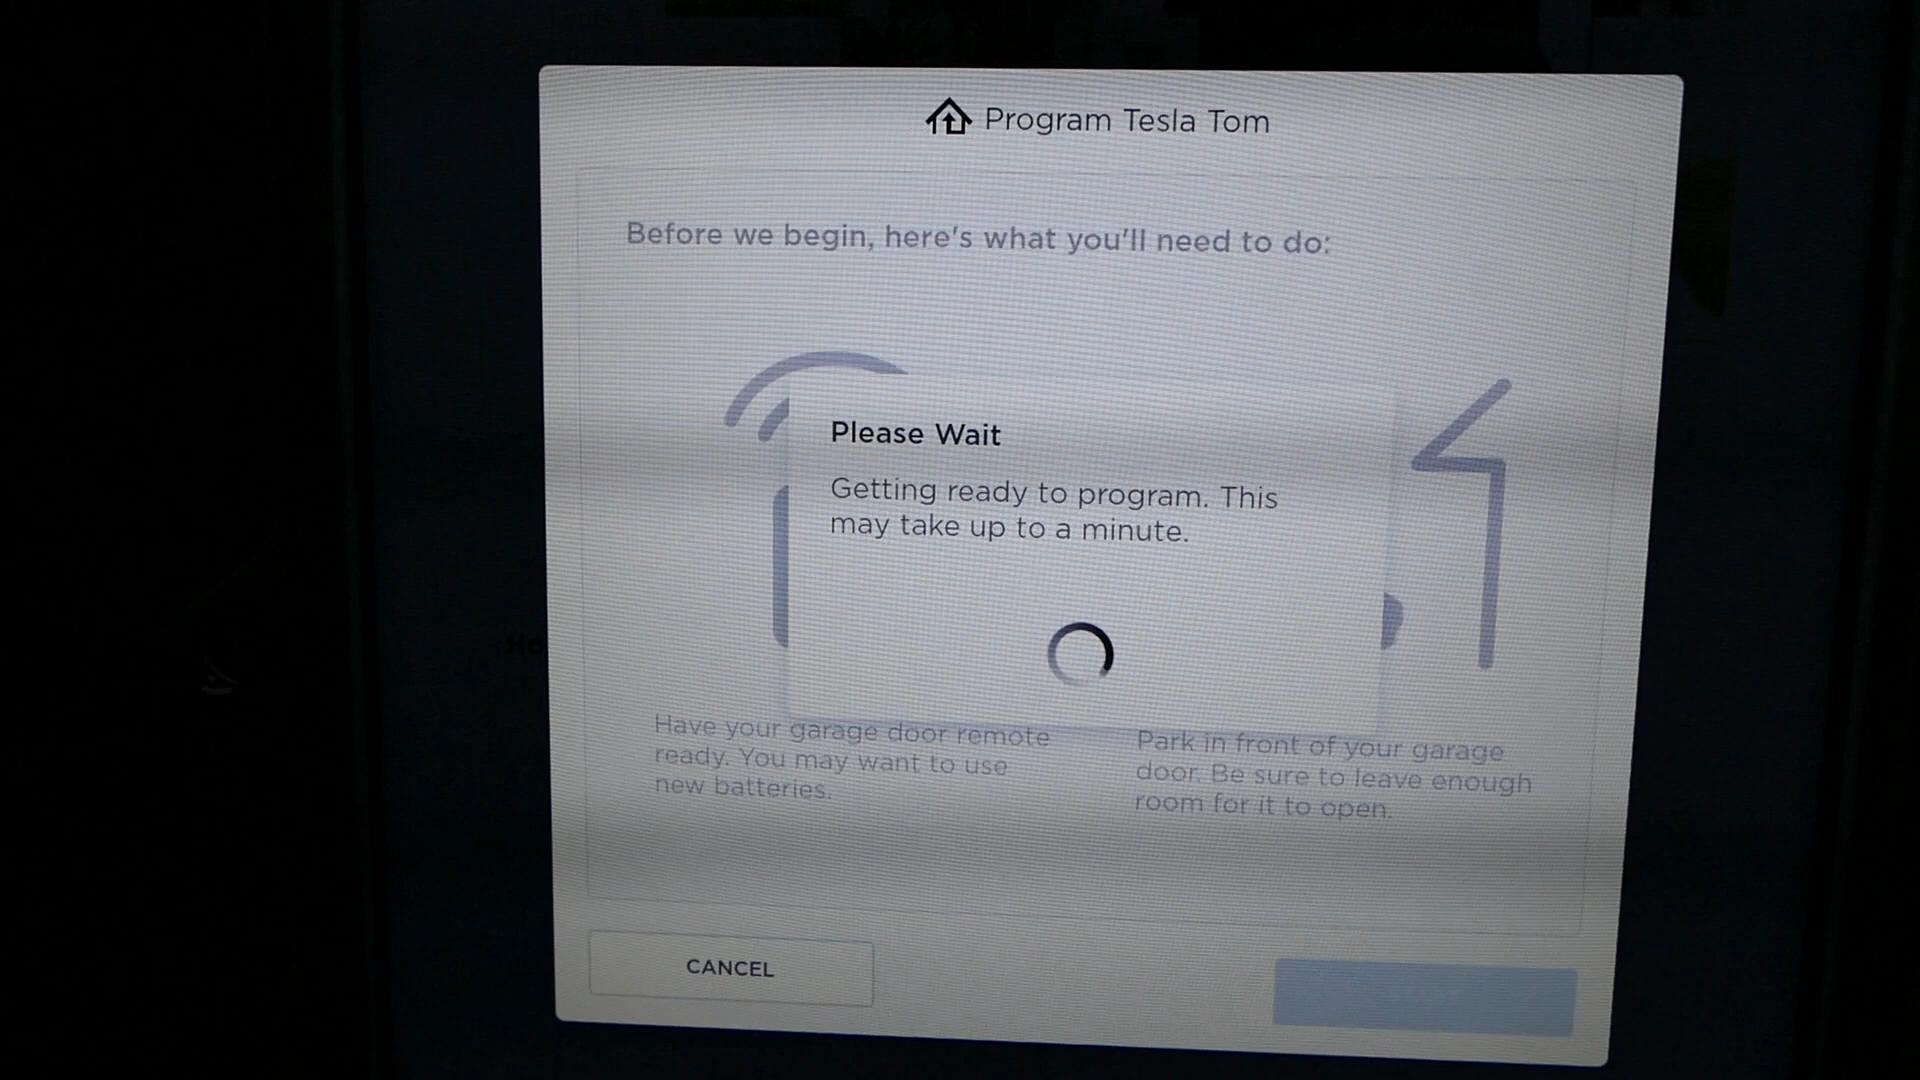 Program Tesla Tom
Before we begin, here's what you'll need to do:
Please Wait
Getting ready to program. This
may take up to a minute.
Have your garage door remote
ready. You may want to use
new batteries.
Park in front of your garage
door. Be sure to leave enough
room for it to open.
CANCEL